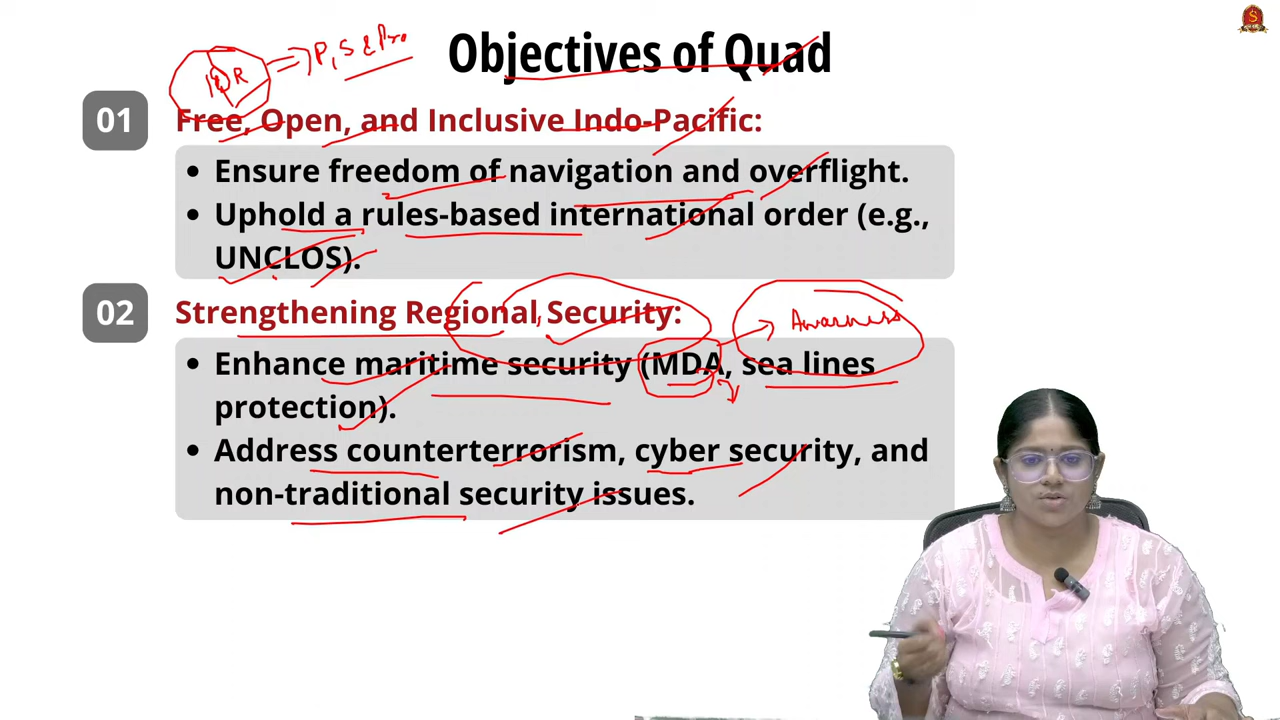 Objectives of Quad
P, S & Pro
R
01
Free, Open, and Inclusive Indo-Pacific:
• Ensure freedom of navigation and overflight.
• Uphold a rules-based international order (e.g.,
UNCLOS).
02
Strengthening Regional Security:
Awarness
• Enhance maritime security (MDA, sea lines
protection).
• Address counterterrorism, cyber security, and
non-traditional security issues.